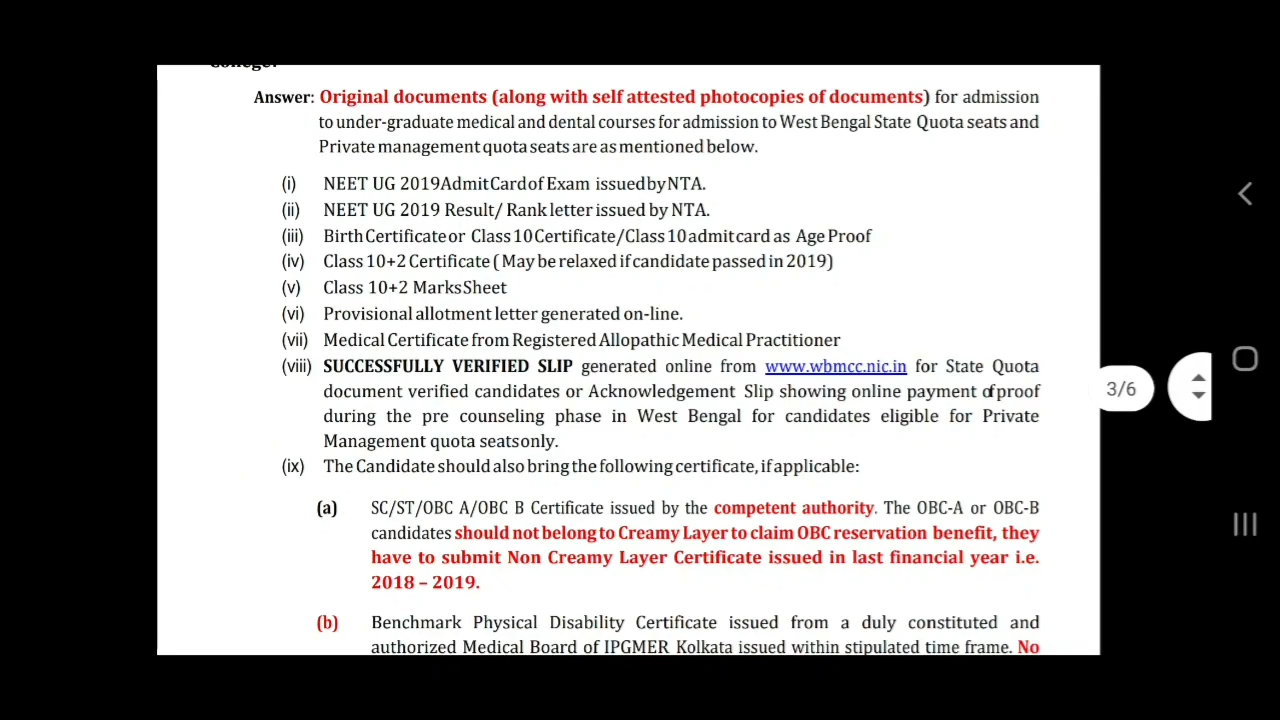 College:
Answer: Original documents (along with self attested photocopies of documents) for admission
to under-graduate medical and dental courses for admission to West Bengal State Quota seats and
Private management quota seats are as mentioned below.
(i) NEET UG 2019 Admit Card of Exam issued by NTA.
(ii) NEET UG 2019 Result/ Rank letter issued by NTA.
(iii) Birth Certificate or Class 10 Certificate/Class 10 admit card as Age Proof
(iv) Class 10+2 Certificate ( May be relaxed if candidate passed in 2019)
(v) Class 10+2 Marks Sheet
(vi) Provisional allotment letter generated on-line.
(vii) Medical Certificate from Registered Allopathic Medical Practitioner
(viii) SUCCESSFULLY VERIFIED SLIP generated online from www.wbmcc.nic.in for State Quota
document verified candidates or Acknowledgement Slip showing online payment of proof
during the pre counseling phase in West Bengal for candidates eligible for Private
Management quota seats only.
(ix) The Candidate should also bring the following certificate, if applicable:
(a) SC/ST/OBC A/OBC B Certificate issued by the competent authority. The OBC-A or OBC-B
candidates should not belong to Creamy Layer to claim OBC reservation benefit, they
have to submit Non Creamy Layer Certificate issued in last financial year i.e.
2018 – 2019.
(b) Benchmark Physical Disability Certificate issued from a duly constituted and
authorized Medical Board of IPGMER Kolkata issued within stipulated time frame. No
3/6